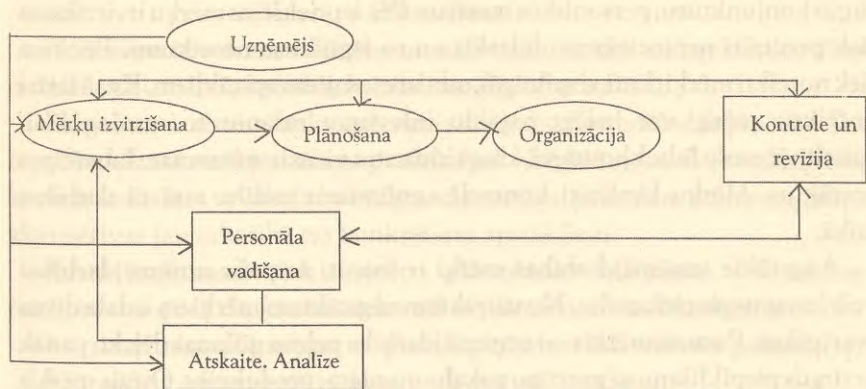 Uzņēmējs
Mērķu izvirzīšana
Plānošana
Organizācija
Kontrole un
revīzija
Personāla
vadīšana
Atskaite. Analīze